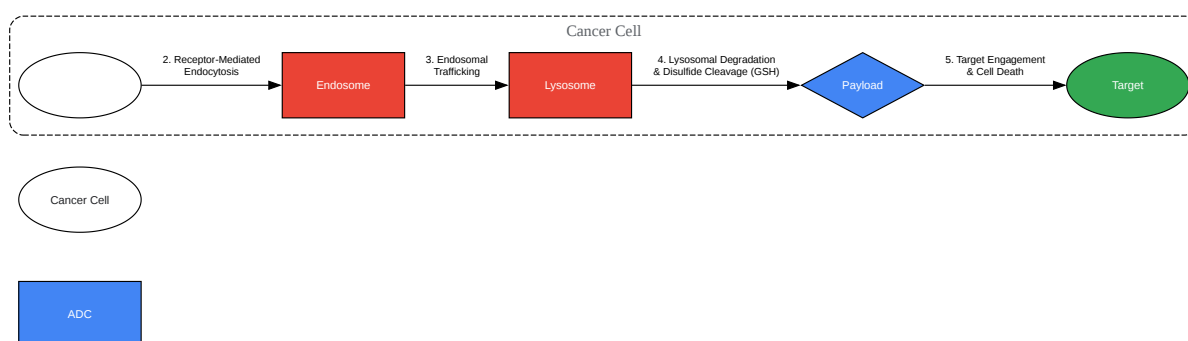 Cancer Cell
2. Receptor-Mediated
Endocytosis
3. Endosomal
Trafficking
4. Lysosomal Degradation
& Disulfide Cleavage (GSH)
5. Target Engagement
& Cell Death
Endosome
Lysosome
Payload
Target
Cancer Cell
ADC